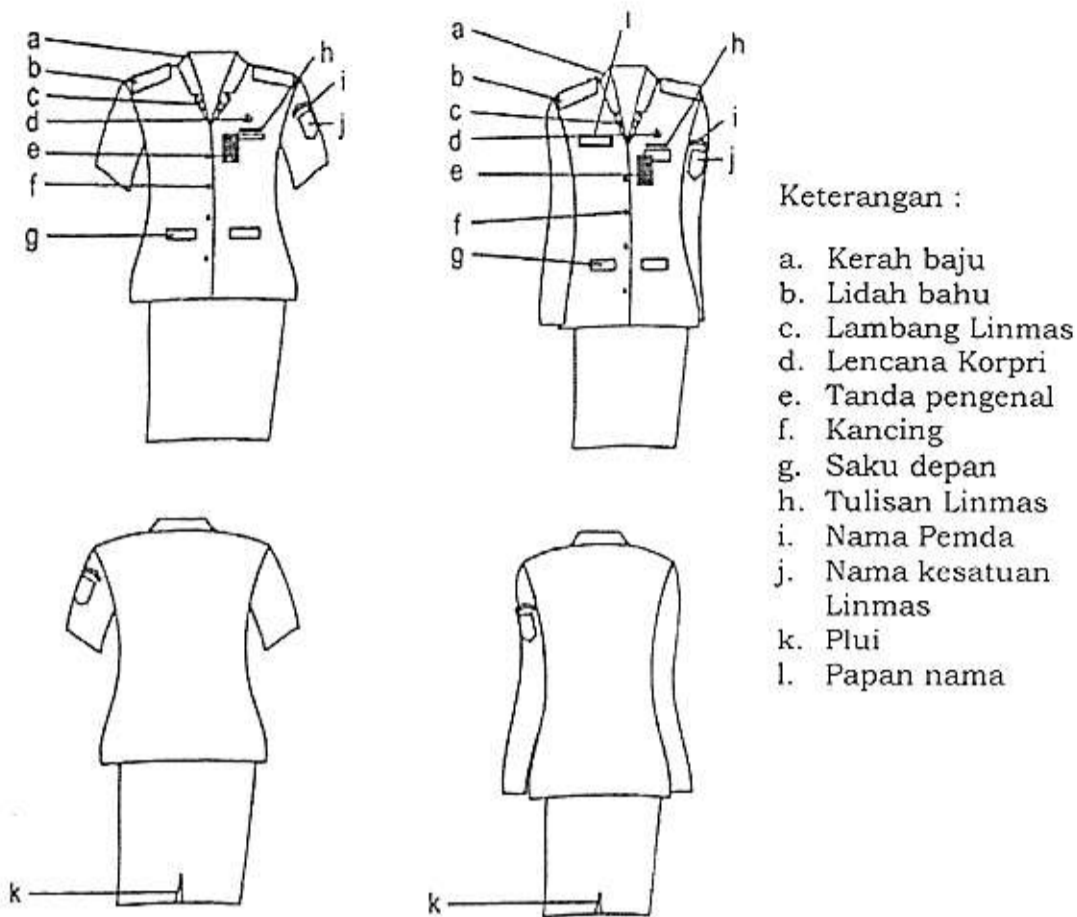 a
b
c
d
e
f
g
h
i
j
a
b
c
d
e
f
g
l
h
i
j
k
k
Keterangan :
a. Kerah baju
b. Lidah bahu
c. Lambang Linmas
d. Lencana Korpri
e. Tanda pengenal
f. Kancing
g. Saku depan
h. Tulisan Linmas
i. Nama Pemda
j. Nama kesatuan
Linmas
k. Plui
l. Papan nama